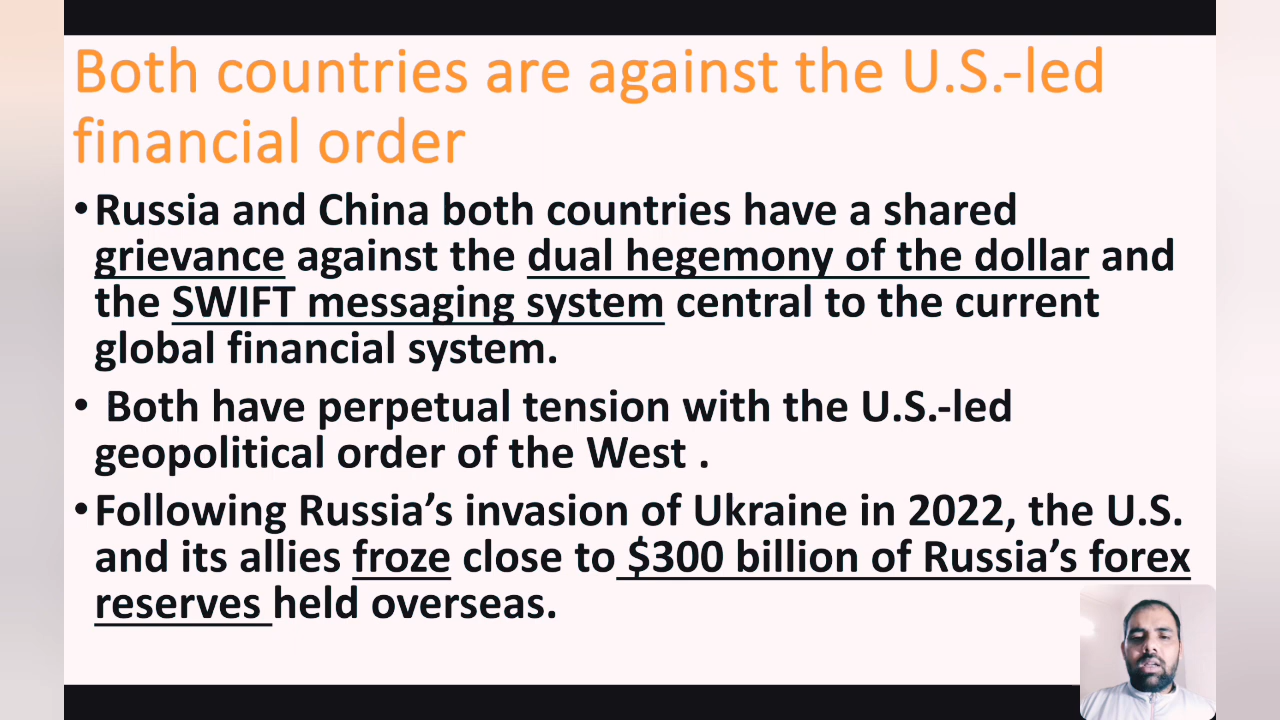 Both countries are against the U.S.-led
financial order
•Russia and China both countries have a shared
grievance against the dual hegemony of the dollar and
the SWIFT messaging system central to the current
global financial system.
• Both have perpetual tension with the U.S.-led
geopolitical order of the West .
•Following Russia’s invasion of Ukraine in 2022, the U.S.
and its allies froze close to $300 billion of Russia’s forex
reserves held overseas.